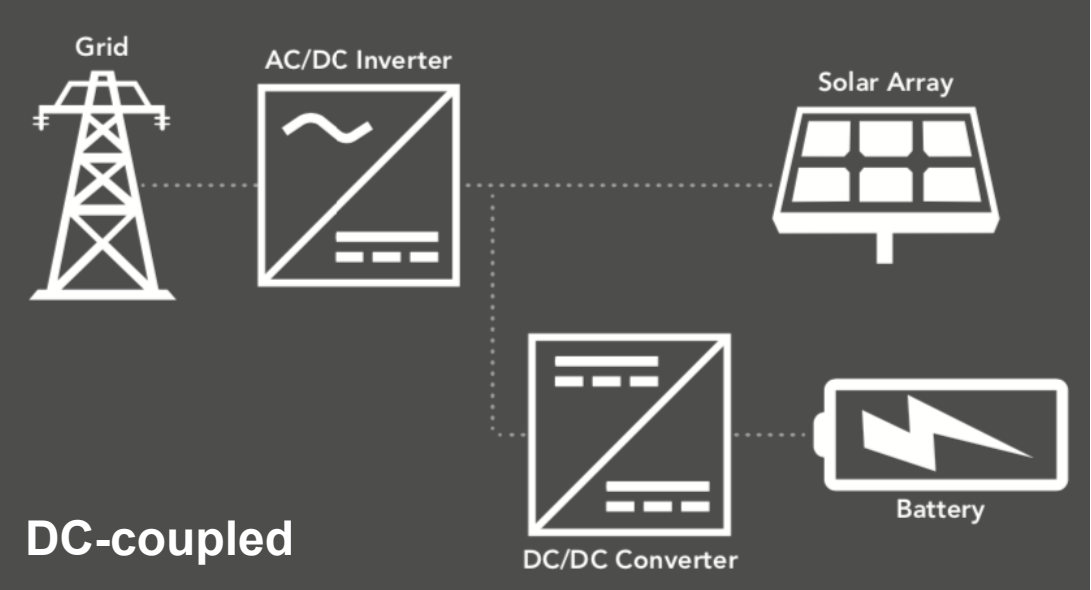 Grid
AC/DC Inverter
Solar Array
Battery
DC-coupled
DC/DC Converter